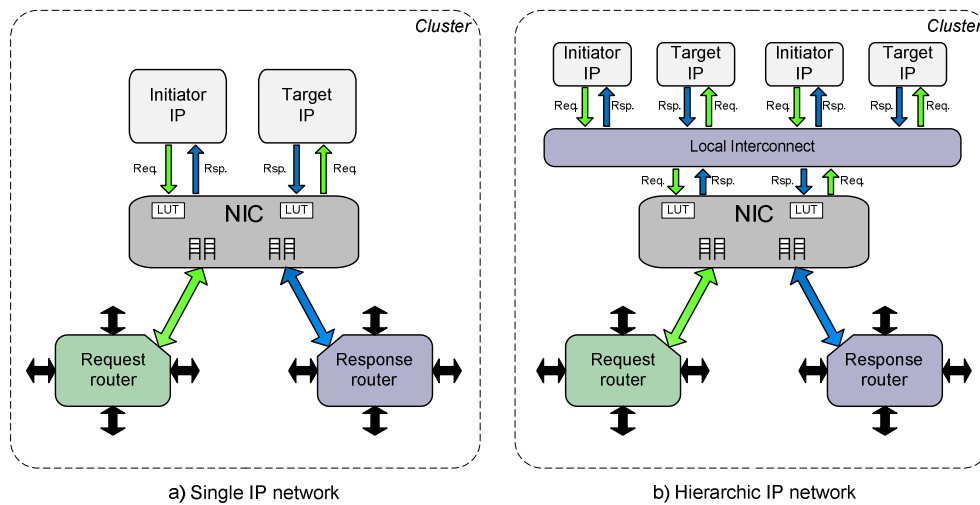 Cluster
Initiator
IP
Target
IP
Req.
Rsp.
Rsp.
Req.
LUT
NIC
LUT
Request
router
Response
router
a) Single IP network
Cluster
Initiator
IP
Target
IP
Initiator
IP
Target
IP
Req.
Rsp.
Rsp.
Req.
Req.
Rsp.
Rsp.
Req.
Local Interconnect
Req.
Rsp.
Rsp.
Req.
LUT
NIC
LUT
Request
router
Response
router
b) Hierarchic IP network